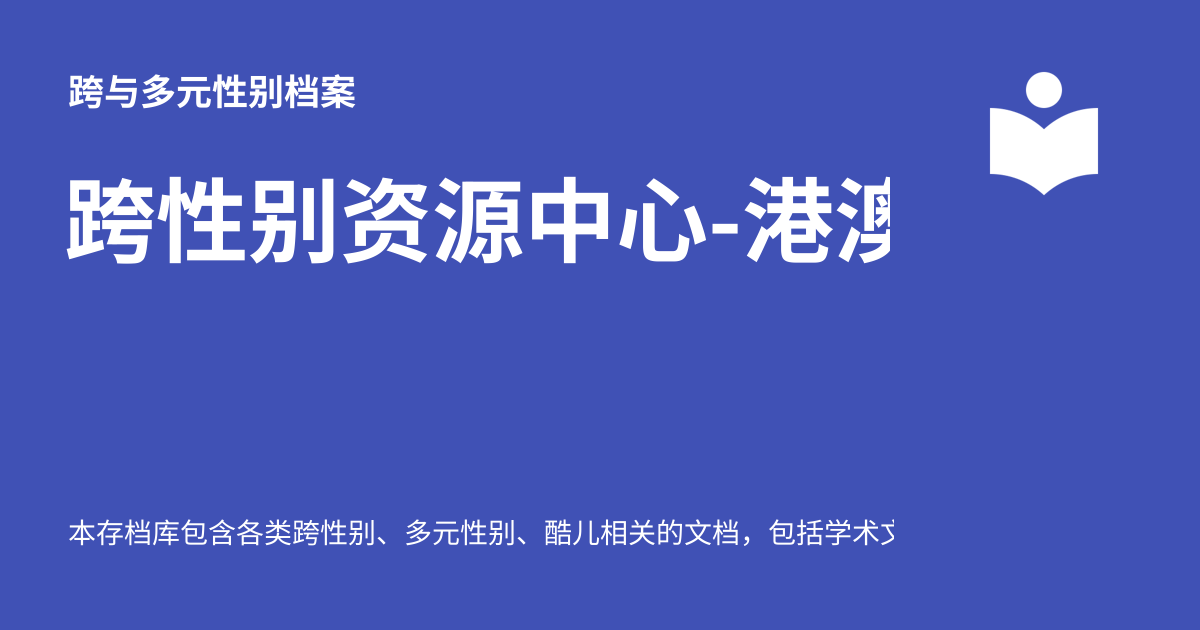 跨与多元性别档案
跨性别资源中心-港澳
本存档库包含各类跨性别、多元性别、酷儿相关的文档，包括学术文